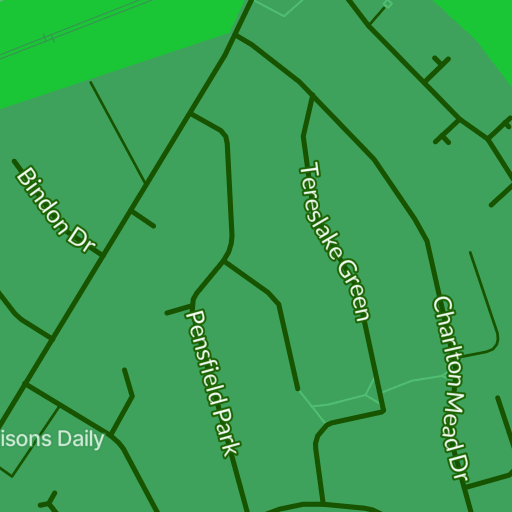 Bindon Dr
Tereslake Green
Pensfield Park
Charlton Mead Dr
isons Daily